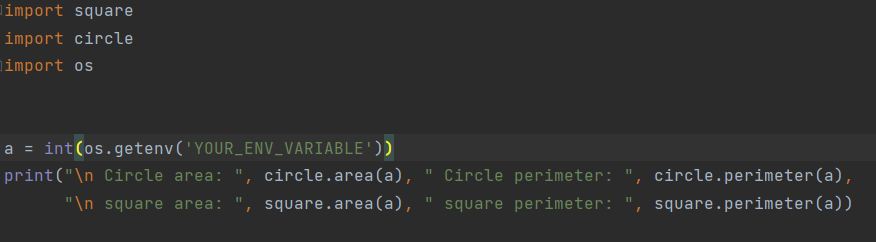 import square
import circle
import os
a = int(os.getenv('YOUR_ENV_VARIABLE'))
print("\n Circle area: ", circle.area(a), " Circle perimeter: ", circle.perimeter(a),
"\n square area: ", square.area(a), " square perimeter: ", square.perimeter(a))